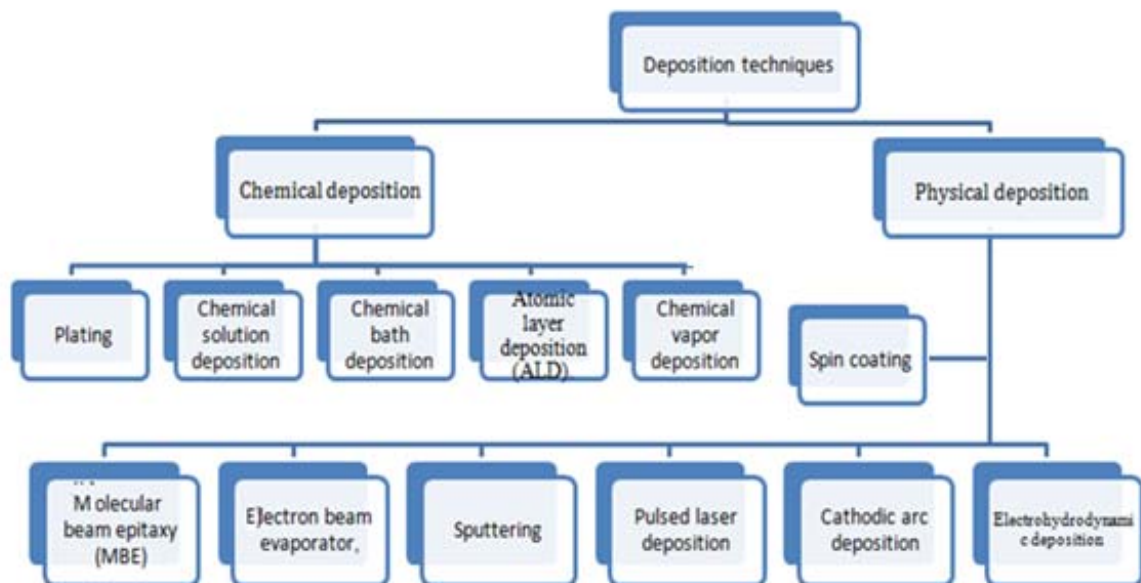 Deposition techniques
Chemical deposition
Physical deposition
Plating
Chemical
solution
deposition
Chemical
bath
deposition
Atomic
layer
deposition
(ALD)
Chemical
vapor
deposition
Spin coating
Molecular
beam epitaxy
(MBE)
Electron beam
evaporator,
Sputtering
Pulsed laser
deposition
Cathodic arc
deposition
Electrohydrodynami
c deposition